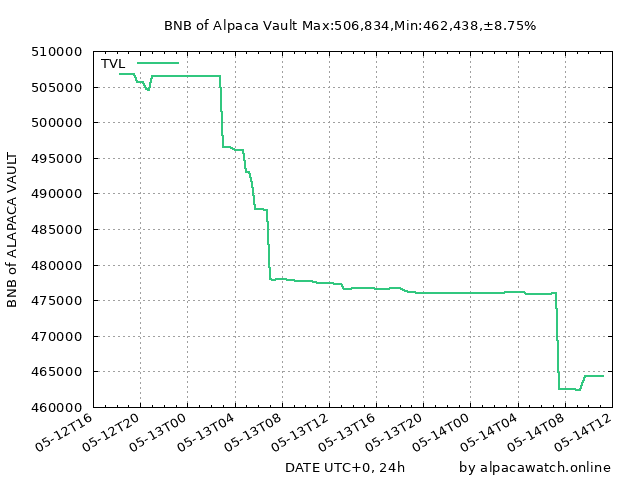 BNB of Alpaca Vault Max:506,834,Min:462,438,±8.75%
TVL
510000
505000
500000
495000
490000
485000
480000
475000
470000
465000
460000
BNB of ALAPACA VAULT
05-12T16
05-12T20
05-13T00
05-13T04
05-13T08
05-13T12
05-13T16
05-13T20
05-14T00
05-14T04
05-14T08
05-14T12
DATE UTC+0, 24h
by alpacawatch.online